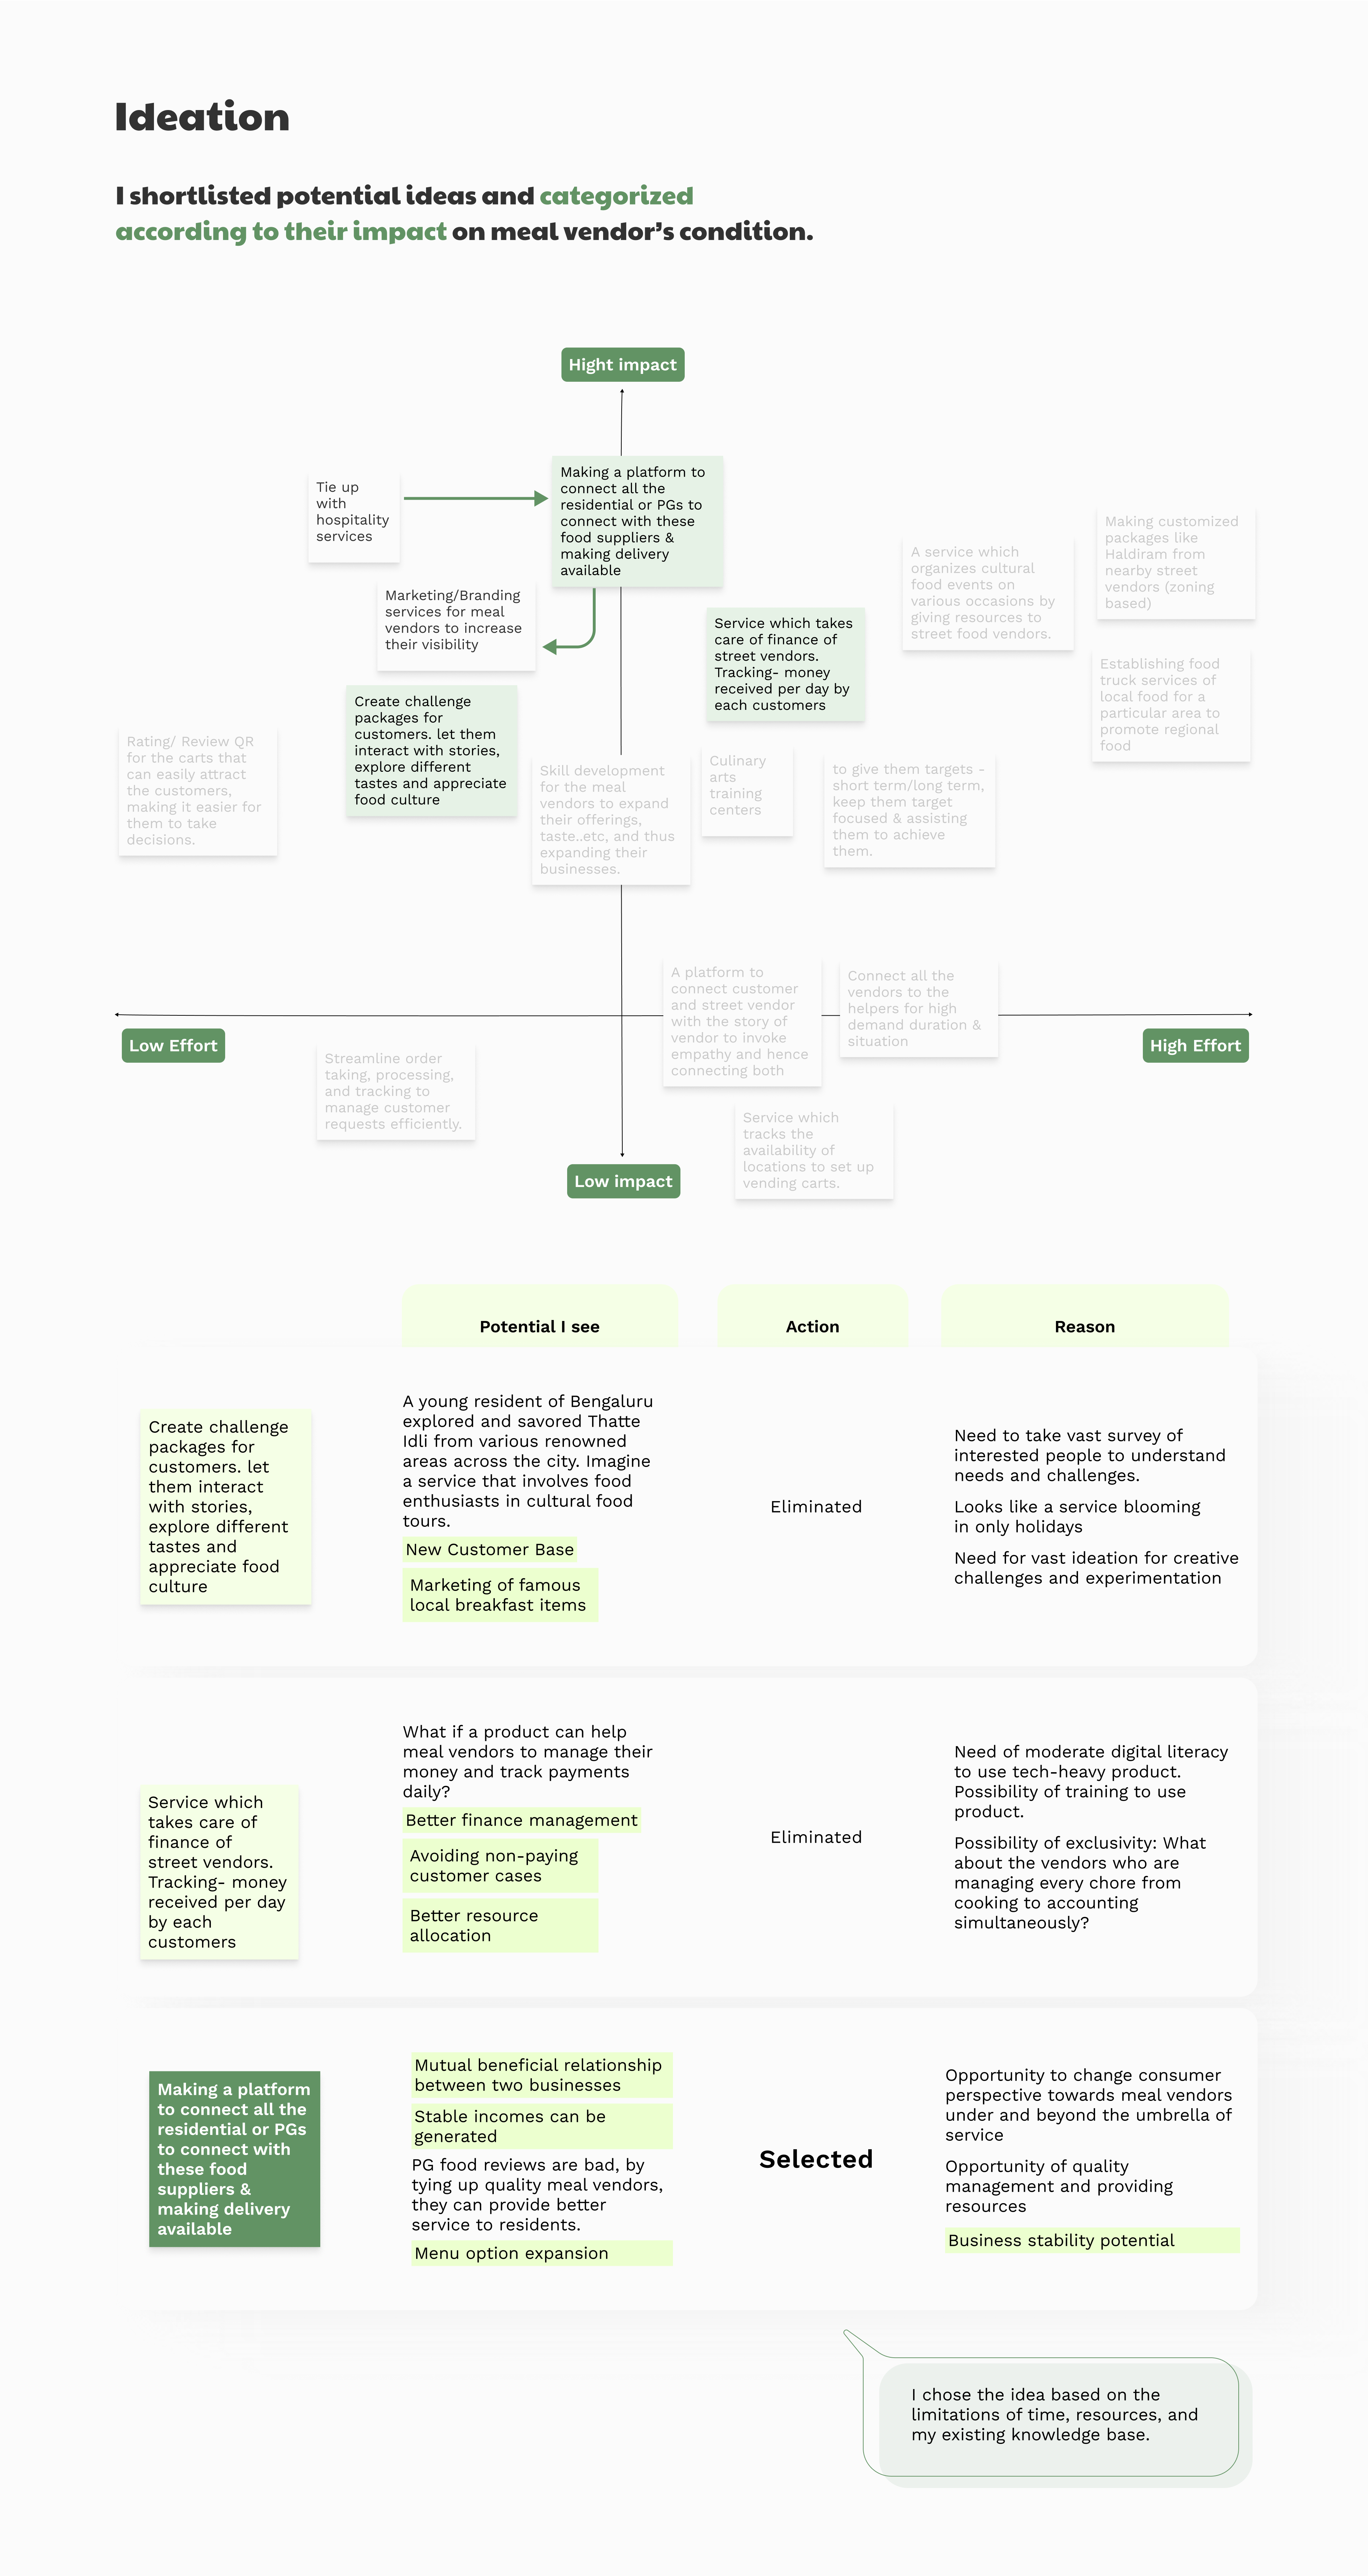 Ideation
I shortlisted potential ideas and categorized
according to their impact on meal vendor's condition.
Hight impact
Tie up
with
hospitality
services
Making a platform to
connect all the
residential or PGs to
connect with these
food suppliers &
making delivery
available
Marketing/Branding
services for meal
vendors to increase
their visibility
Service which takes
care of finance of
street vendors.
Tracking- money
received per day by
each customers
A service which
organizes cultural
food events on
various occasions by
giving resources to
street food vendors.
Making customized
packages like
Haldiram from
nearby street
vendors (zoning
based)
Establishing food
truck services of
local food for a
particular area to
promote regional
food
Rating/ Review QR
for the carts that
can easily attract
the customers,
making it easier for
them to take
decisions.
Create challenge
packages for
customers. let them
interact with stories,
explore different
tastes and appreciate
food culture
Skill development
for the meal
vendors to expand
their offerings,
taste..etc, and thus
expanding their
businesses.
Culinary
arts
training
centers
to give them targets -
short term/long term,
keep them target
focused & assisting
them to achieve
them.
A platform to
connect customer
and street vendor
with the story of
vendor to invoke
empathy and hence
connecting both
Connect all the
vendors to the
helpers for high
demand duration &
situation
Low Effort
High Effort
Streamline order
taking, processing,
and tracking to
manage customer
requests efficiently.
Service which
tracks the
availability of
locations to set up
vending carts.
Low impact
Potential I see
Action
Reason
Create challenge
packages for
customers. let
them interact
with stories,
explore different
tastes and
appreciate food
culture
A young resident of Bengaluru
explored and savored Thatte
Idli from various renowned
areas across the city. Imagine
a service that involves food
enthusiasts in cultural food
tours.
New Customer Base
Marketing of famous
local breakfast items
Eliminated
Need to take vast survey of
interested people to understand
needs and challenges.
Looks like a service blooming
in only holidays
Need for vast ideation for creative
challenges and experimentation
Service which
takes care of
finance of
street vendors.
Tracking- money
received per day
by each
customers
What if a product can help
meal vendors to manage their
money and track payments
daily?
Better finance management
Avoiding non-paying
customer cases
Better resource
allocation
Eliminated
Need of moderate digital literacy
to use tech-heavy product.
Possibility of training to use
product.
Possibility of exclusivity: What
about the vendors who are
managing every chore from
cooking to accounting
simultaneously?
Making a platform
to connect all the
residential or PGs
to connect with
these food
suppliers &
making delivery
available
Mutual beneficial relationship
between two businesses
Stable incomes can be
generated
PG food reviews are bad, by
tying up quality meal vendors,
they can provide better
service to residents.
Menu option expansion
Selected
Opportunity to change consumer
perspective towards meal vendors
under and beyond the umbrella of
service
Opportunity of quality
management and providing
resources
Business stability potential
I chose the idea based on the
limitations of time, resources, and
my existing knowledge base.